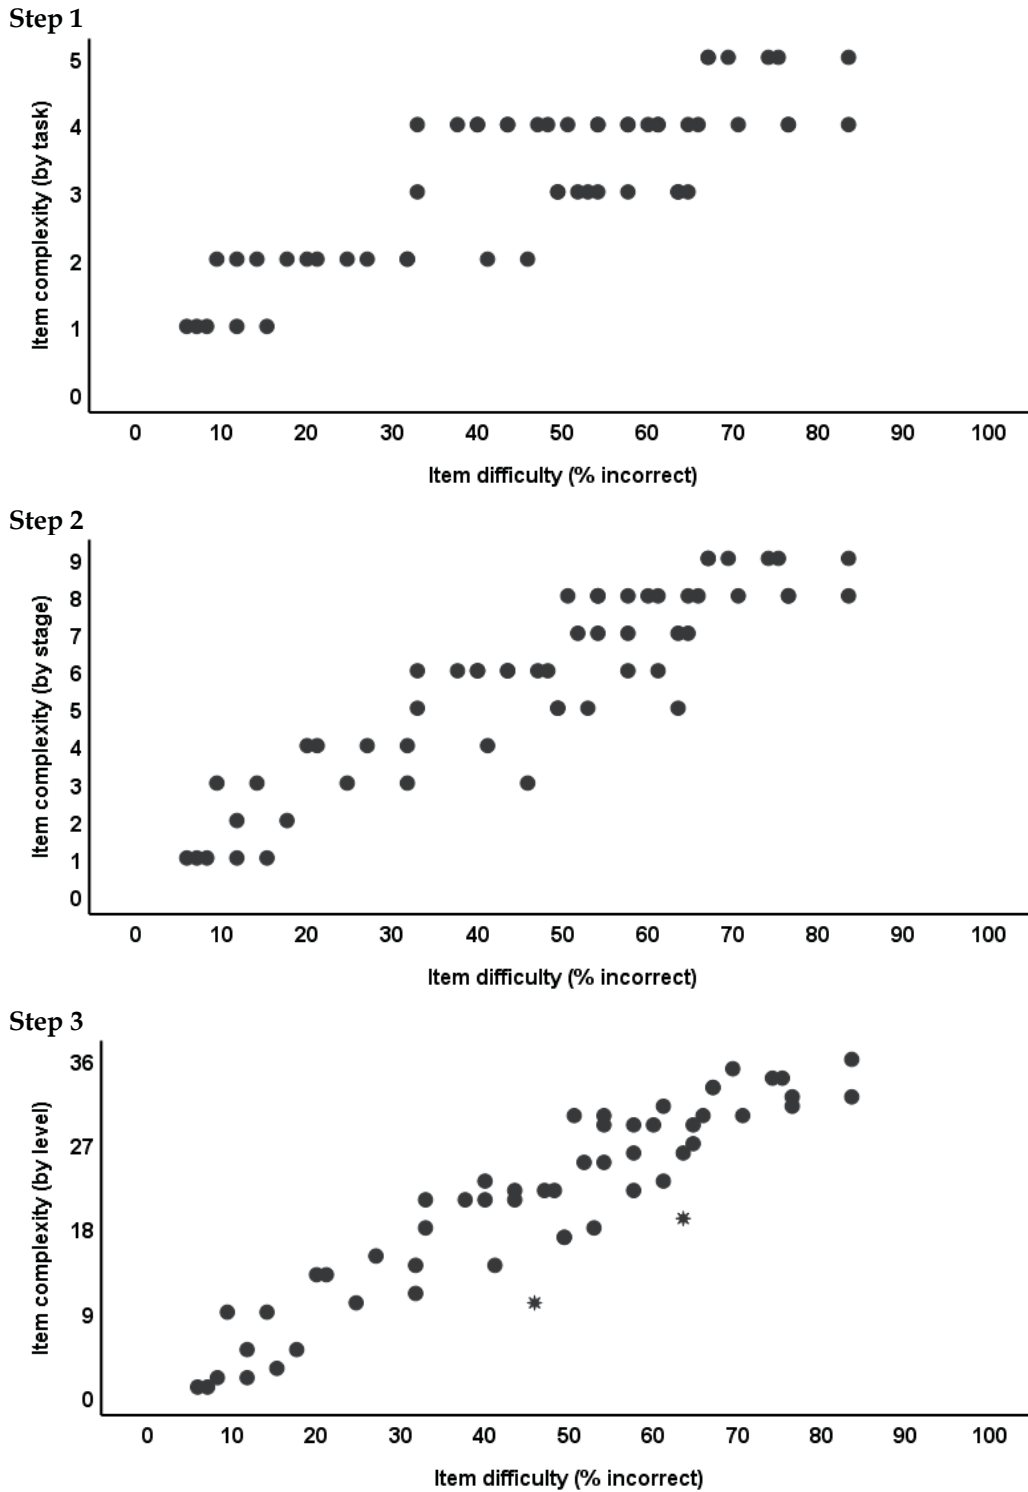 Step 1
Item complexity (by task)
5
4
3
2
1
0
0 10 20 30 40 50 60 70 80 90 100
Item difficulty (% incorrect)
Step 2
Item complexity (by stage)
9
8
7
6
5
4
3
2
1
0
0 10 20 30 40 50 60 70 80 90 100
Item difficulty (% incorrect)
Step 3
Item complexity (by level)
36
27
18
9
0
0 10 20 30 40 50 60 70 80 90 100
Item difficulty (% incorrect)